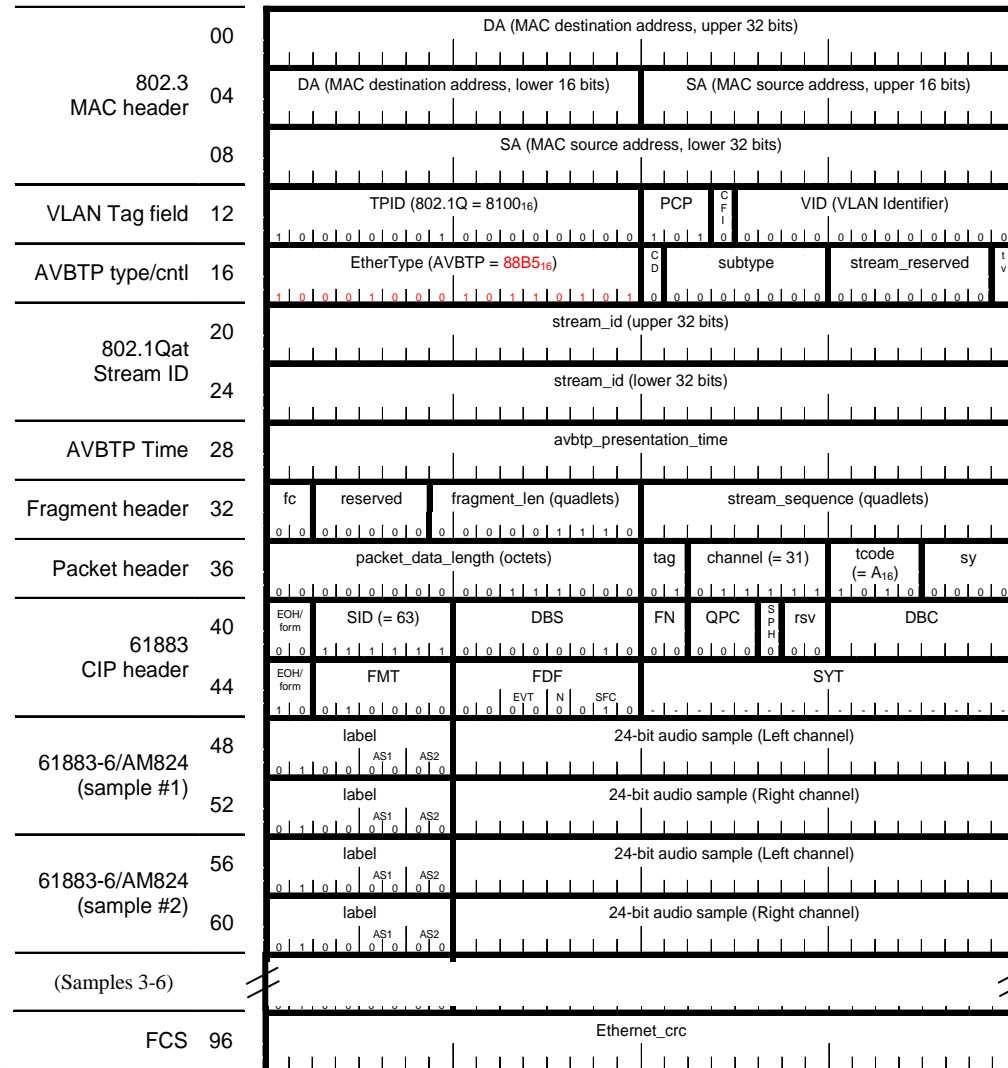 00 DA (MAC destination address, upper 32 bits)
802.3
MAC header
04 DA (MAC destination address, lower 16 bits) SA (MAC source address, upper 16 bits)
08 SA (MAC source address, lower 32 bits)
VLAN Tag field 12 TPID (802.1Q = 8100₁₆) PCP CFI VID (VLAN Identifier)
1 0 0 0 0 0 0 1 0 0 0 0 0 0 0 0 1 0 1 0 0 0 0 0 0 0 0 0 0 0 0 0
AVBTP type/cntl 16 EtherType (AVBTP = 88B5₁₆) CD subtype stream_reserved tv
1 0 0 0 1 0 0 0 1 0 1 1 0 1 0 1 0 0 0 0 0 0 0 0 0 0 0 0 0 0 0
802.1Qat
Stream ID
20 stream_id (upper 32 bits)
24 stream_id (lower 32 bits)
AVBTP Time 28 avbtp_presentation_time
Fragment header 32 fc reserved fragment_len (quadlets) stream_sequence (quadlets)
0 0 0 0 0 0 0 0 0 0 0 0 1 1 1 0
Packet header 36 packet_data_length (octets) tag channel (= 31) tcode (= A₁₆) sy
0 0 0 0 0 0 0 0 0 0 1 1 1 0 0 0 0 1 0 1 1 1 1 1 1 0 1 0 0 0 0 0
61883
CIP header
40 EOH/form SID (= 63) DBS FN QPC SPH rsv DBC
0 0 1 1 1 1 1 1 0 0 0 0 0 0 1 0 0 0 0 0 0 0 0 0
44 EOH/form FMT FDF SYT
EVT N SFC
1 0 0 1 0 0 0 0 0 0 0 0 0 0 1 0 - - - - - - - - - - - - - - - -
61883-6/AM824
(sample #1)
48 label 24-bit audio sample (Left channel)
AS1 AS2
0 1 0 0 0 0 0 0
52 label 24-bit audio sample (Right channel)
AS1 AS2
0 1 0 0 0 0 0 0
61883-6/AM824
(sample #2)
56 label 24-bit audio sample (Left channel)
AS1 AS2
0 1 0 0 0 0 0 0
60 label 24-bit audio sample (Right channel)
AS1 AS2
0 1 0 0 0 0 0 0
(Samples 3-6)
FCS 96 Ethernet_crc